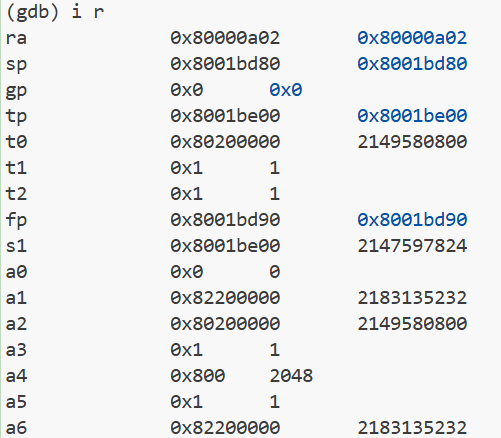 (gdb) i r
ra 0x80000a02 0x80000a02
sp 0x8001bd80 0x8001bd80
gp 0x0 0x0
tp 0x8001be00 0x8001be00
t0 0x80200000 2149580800
t1 0x1 1
t2 0x1 1
fp 0x8001bd90 0x8001bd90
s1 0x8001be00 2147597824
a0 0x0 0
a1 0x82200000 2183135232
a2 0x80200000 2149580800
a3 0x1 1
a4 0x800 2048
a5 0x1 1
a6 0x82200000 2183135232